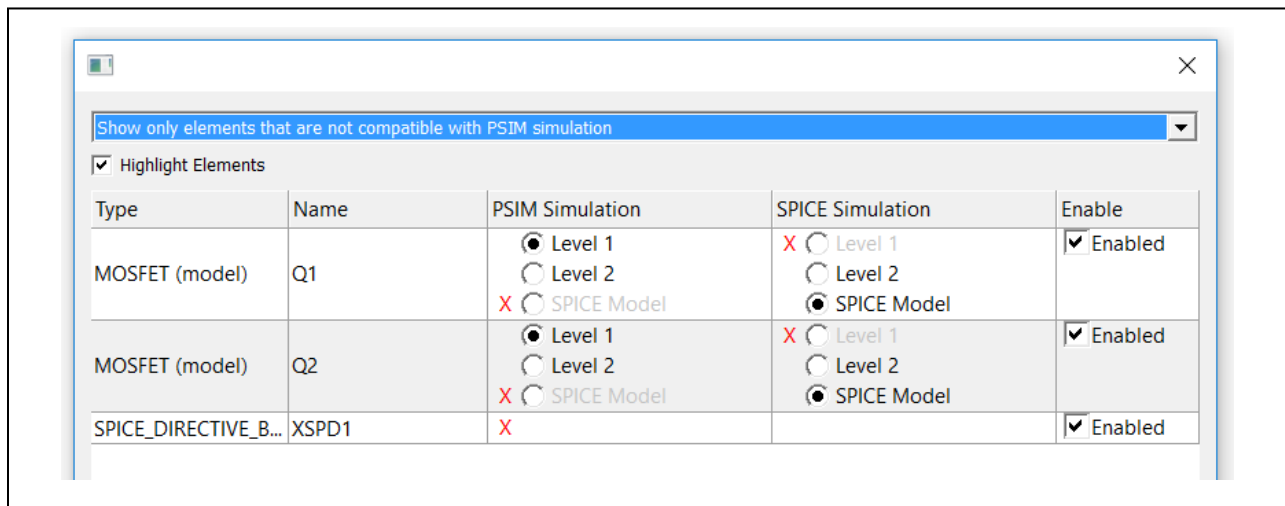 Show only elements that are not compatible with PSIM simulation
Highlight Elements
Type Name PSIM Simulation SPICE Simulation Enable
Level 1 X Level 1 Enabled
MOSFET (model) Q1 Level 2 Level 2
X SPICE Model SPICE Model
Level 1 X Level 1 Enabled
MOSFET (model) Q2 Level 2 Level 2
X SPICE Model SPICE Model
SPICE_DIRECTIVE_B... XSPD1 X Enabled